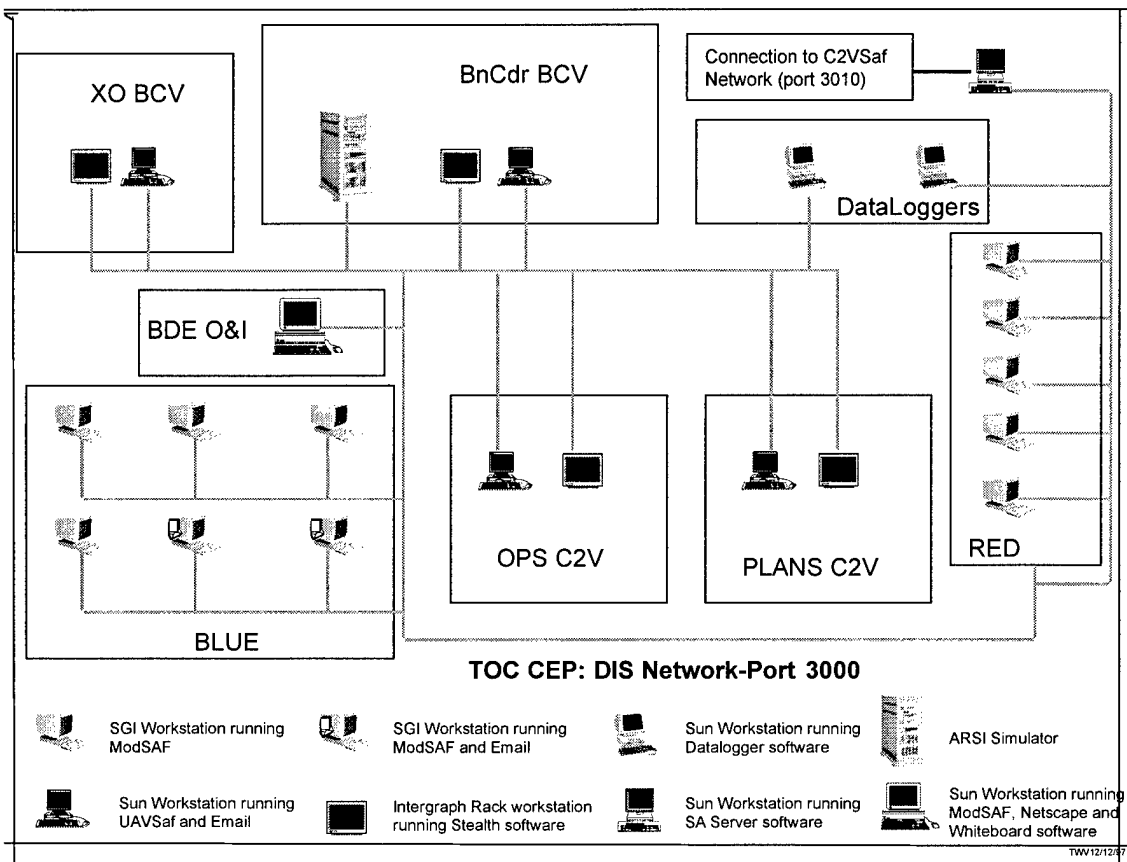 XO BCV
BnCdr BCV
Connection to C2VSaf
Network (port 3010)
DataLoggers
BDE O&I
OPS C2V
PLANS C2V
RED
BLUE
TOC CEP: DIS Network-Port 3000
SGI Workstation running
ModSAF
SGI Workstation running
ModSAF and Email
Sun Workstation running
Datalogger software
ARSI Simulator
Sun Workstation running
UAVSaf and Email
Intergraph Rack workstation
running Stealth software
Sun Workstation running
SA Server software
Sun Workstation running
ModSAF, Netscape and
Whiteboard software
TWV12/12/97